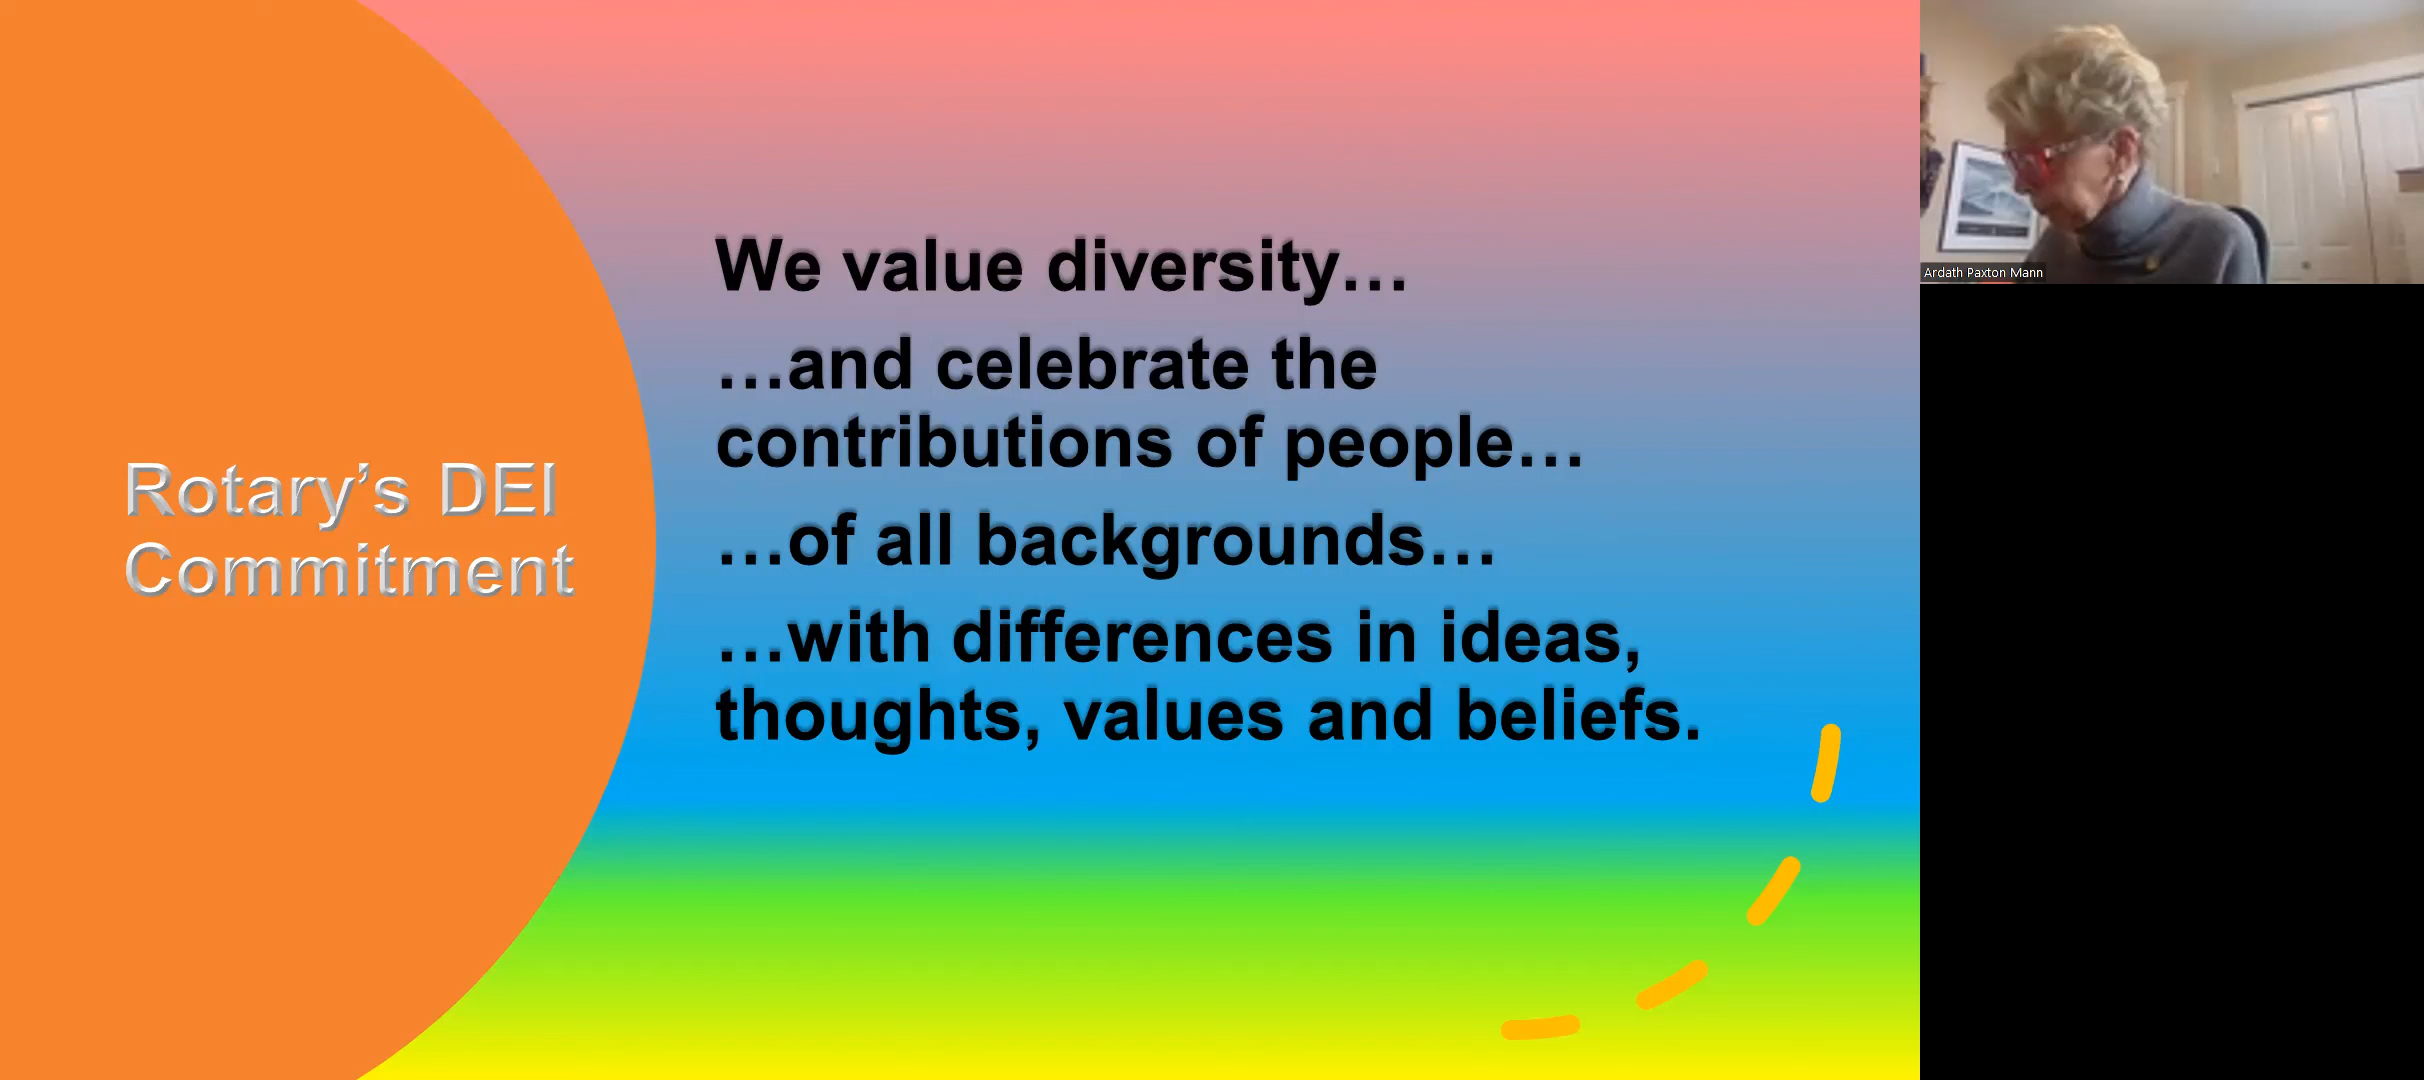 Rotary’s DEI
Commitment
We value diversity…
…and celebrate the
contributions of people…
…of all backgrounds…
…with differences in ideas,
thoughts, values and beliefs.
Ardath Paxton Mann